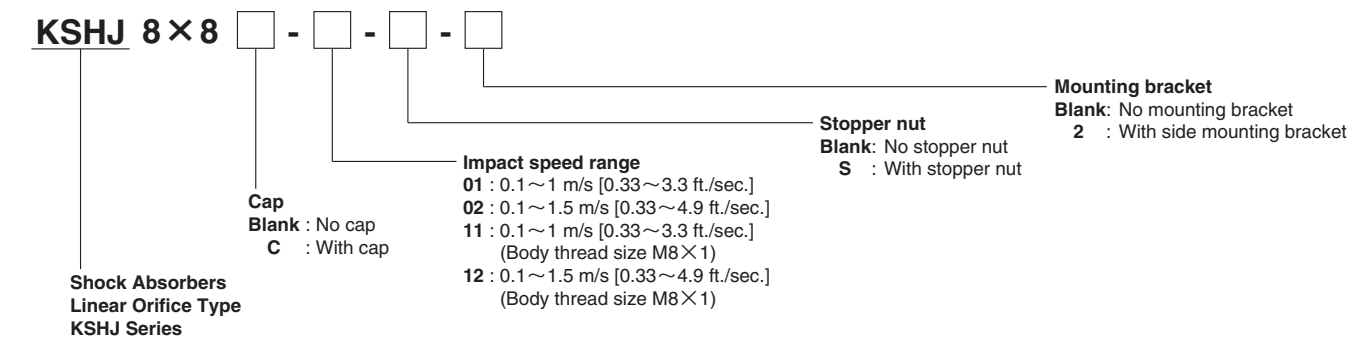 KSHJ 8×8 □ - □ - □ - □
Mounting bracket
Blank: No mounting bracket
2 : With side mounting bracket
Stopper nut
Blank: No stopper nut
S : With stopper nut
Impact speed range
01 : 0.1～1 m/s [0.33～3.3 ft./sec.]
02 : 0.1～1.5 m/s [0.33～4.9 ft./sec.]
11 : 0.1～1 m/s [0.33～3.3 ft./sec.]
(Body thread size M8×1)
12 : 0.1～1.5 m/s [0.33～4.9 ft./sec.]
(Body thread size M8×1)
Cap
Blank : No cap
C : With cap
Shock Absorbers
Linear Orifice Type
KSHJ Series